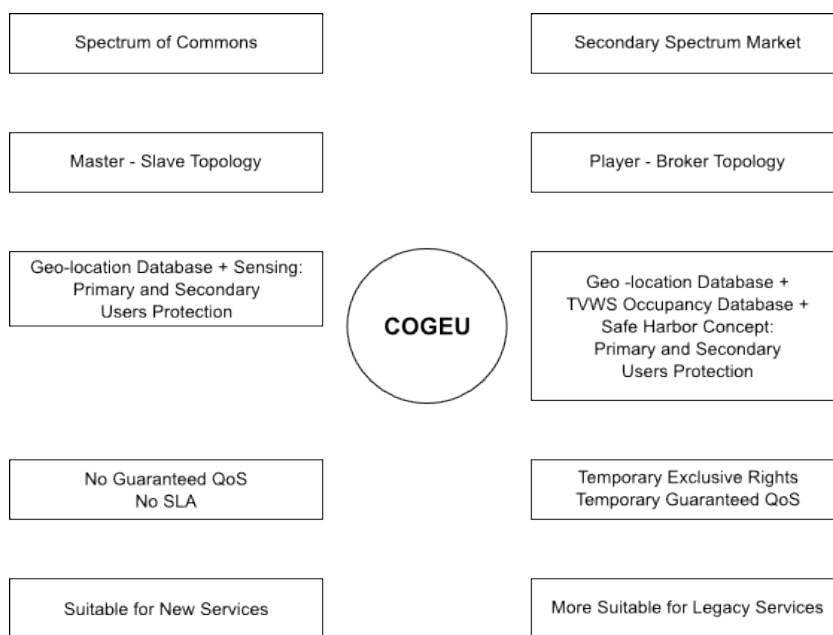 Spectrum of Commons
Secondary Spectrum Market
Master - Slave Topology
Player - Broker Topology
Geo-location Database + Sensing:
Primary and Secondary
Users Protection
COGEU
Geo -location Database +
TVWS Occupancy Database +
Safe Harbor Concept:
Primary and Secondary
Users Protection
No Guaranteed QoS
No SLA
Temporary Exclusive Rights
Temporary Guaranteed QoS
Suitable for New Services
More Suitable for Legacy Services